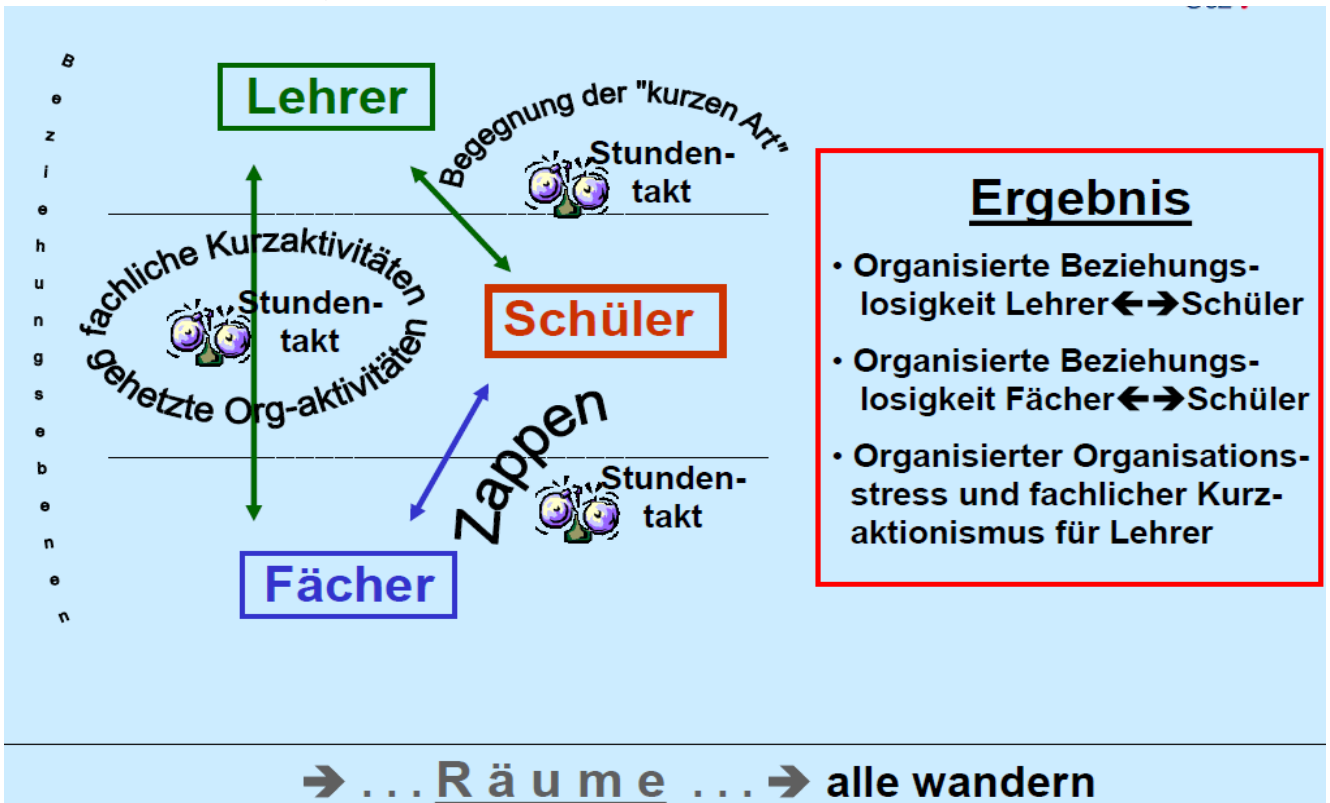 Beziehungsebenen
Lehrer
Begegnung der "kurzen Art"
Stunden-
takt
fachliche Kurzaktivitäten
Stunden-
takt
gehetzte Org-aktivitäten
Schüler
Zappen
Stunden-
takt
Fächer
Ergebnis
• Organisierte Beziehungs-
losigkeit Lehrer←→Schüler
• Organisierte Beziehungs-
losigkeit Fächer←→Schüler
• Organisierter Organisations-
stress und fachlicher Kurz-
aktionismus für Lehrer
→ ... Räume ... → alle wandern